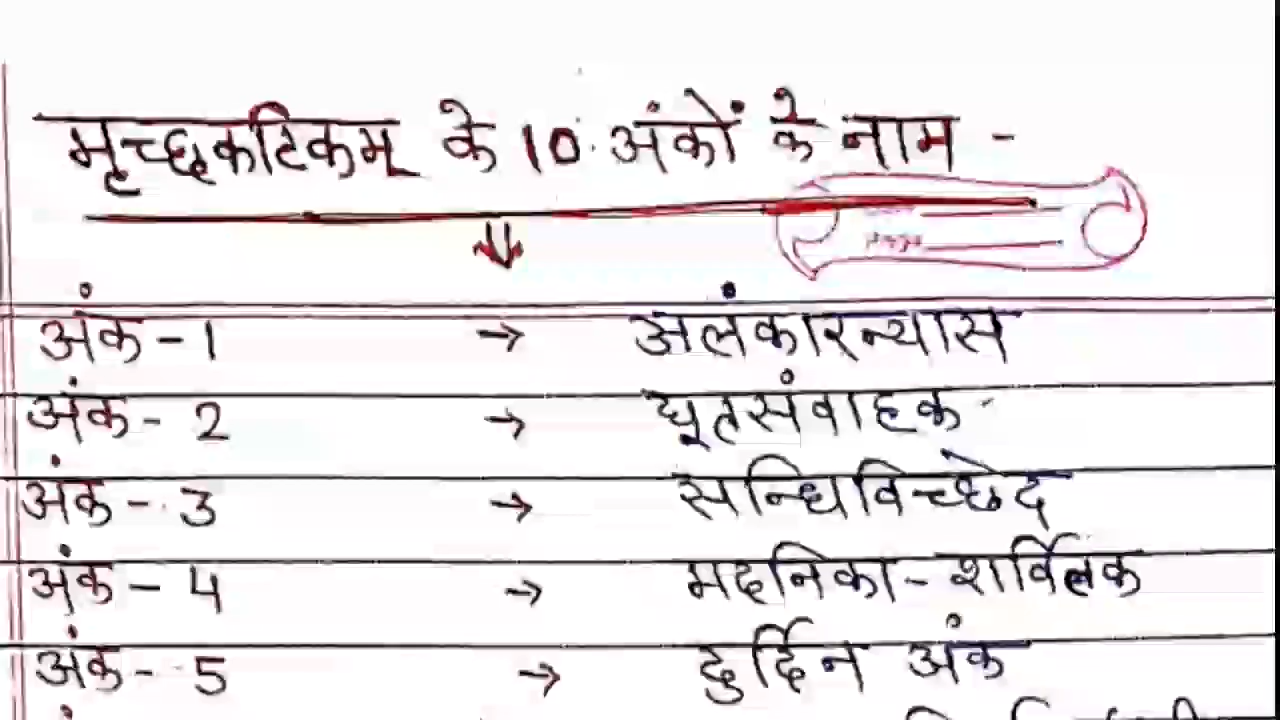 मृच्छकटिकम् के 10 अंकों के नाम -
अंक - 1 → अलंकारन्यास
अंक - 2 → द्यूतसंवाहक
अंक - 3 → सन्धिविच्छेद
अंक - 4 → मदनिका - शर्विलक
अंक - 5 → दुर्दिन अंक